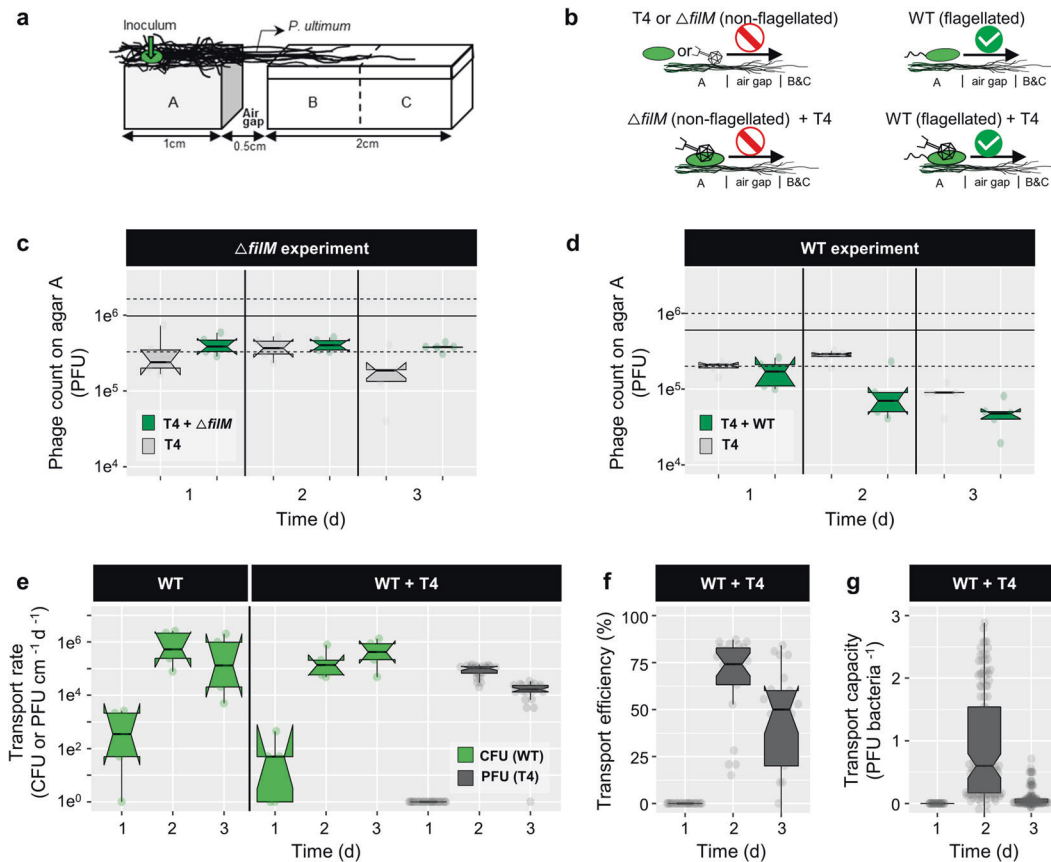 a
Inoculum
P. ultimum
A
B
C
Air
gap
1cm
0.5cm
2cm
b
T4 or △filM (non-flagellated)
or
A | air gap | B&C
WT (flagellated)
A | air gap | B&C
△filM (non-flagellated) + T4
A | air gap | B&C
WT (flagellated) + T4
A | air gap | B&C
c
△filM experiment
Phage count on agar A
(PFU)
1e⁶
1e⁵
1e⁴
T4 + △filM
T4
1 2 3
Time (d)
d
WT experiment
Phage count on agar A
(PFU)
1e⁶
1e⁵
1e⁴
T4 + WT
T4
1 2 3
Time (d)
e
WT
WT + T4
Transport rate
(CFU or PFU cm⁻¹ d⁻¹)
10⁶
10⁴
10²
1e⁰
CFU (WT)
PFU (T4)
1 2 3 1 2 3 1 2 3
Time (d)
f
WT + T4
Transport efficiency (%)
100
75
50
25
0
1 2 3
Time (d)
g
WT + T4
Transport capacity
(PFU bacteria⁻¹)
3
2
1
0
1 2 3
Time (d)